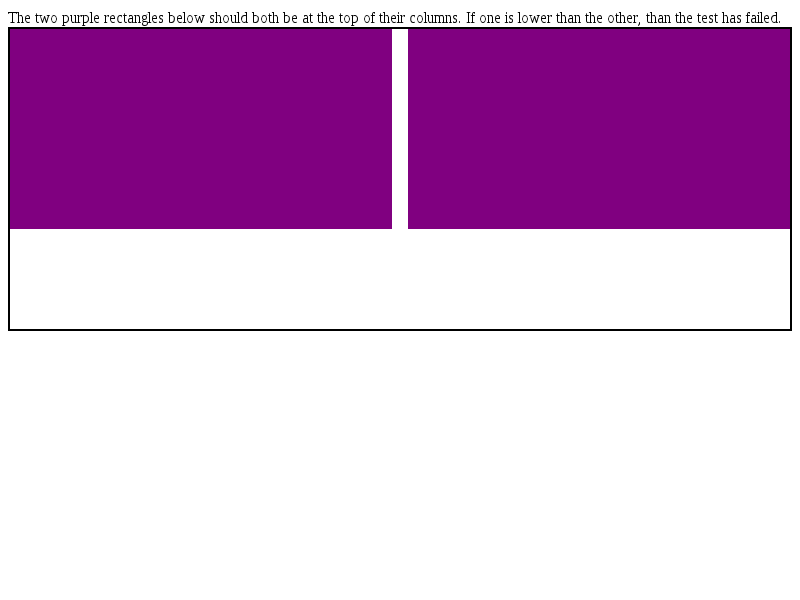 The two purple rectangles below should both be at the top of their columns. If one is lower than the other, than the test has failed.